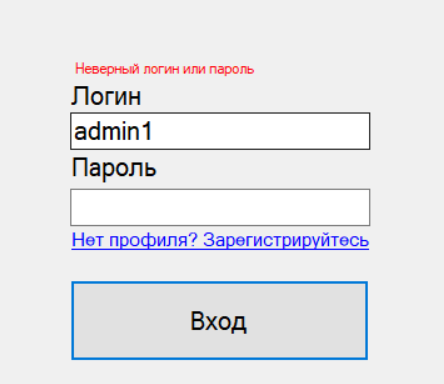 Неверный логин или пароль
Логин
admin1
Пароль
Нет профиля? Зарегистрируйтесь
Вход